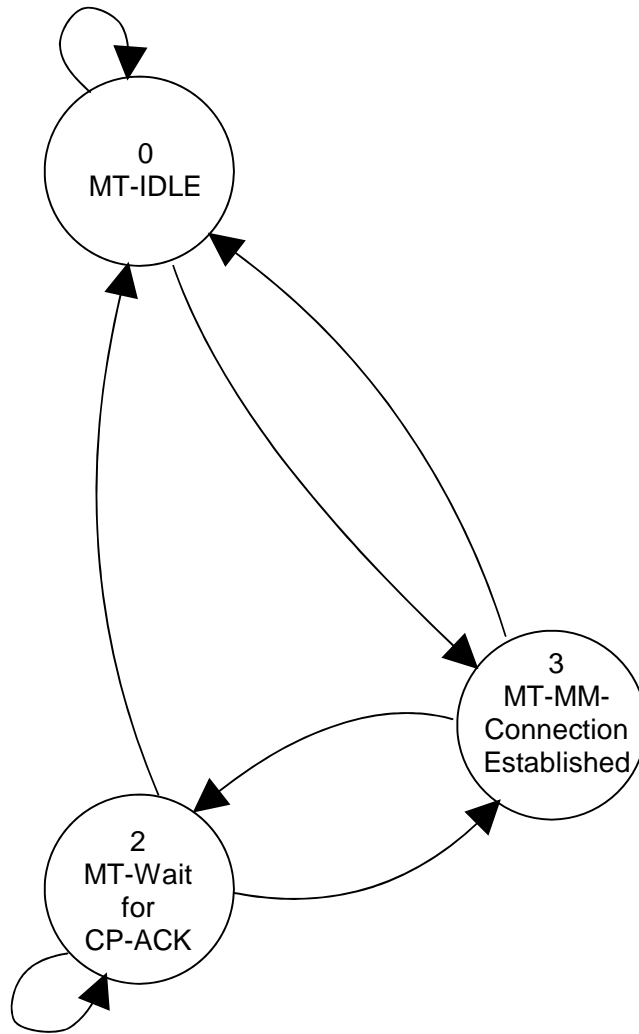 0
MT-IDLE
3
MT-MM-
Connection
Established
2
MT-Wait
for
CP-ACK